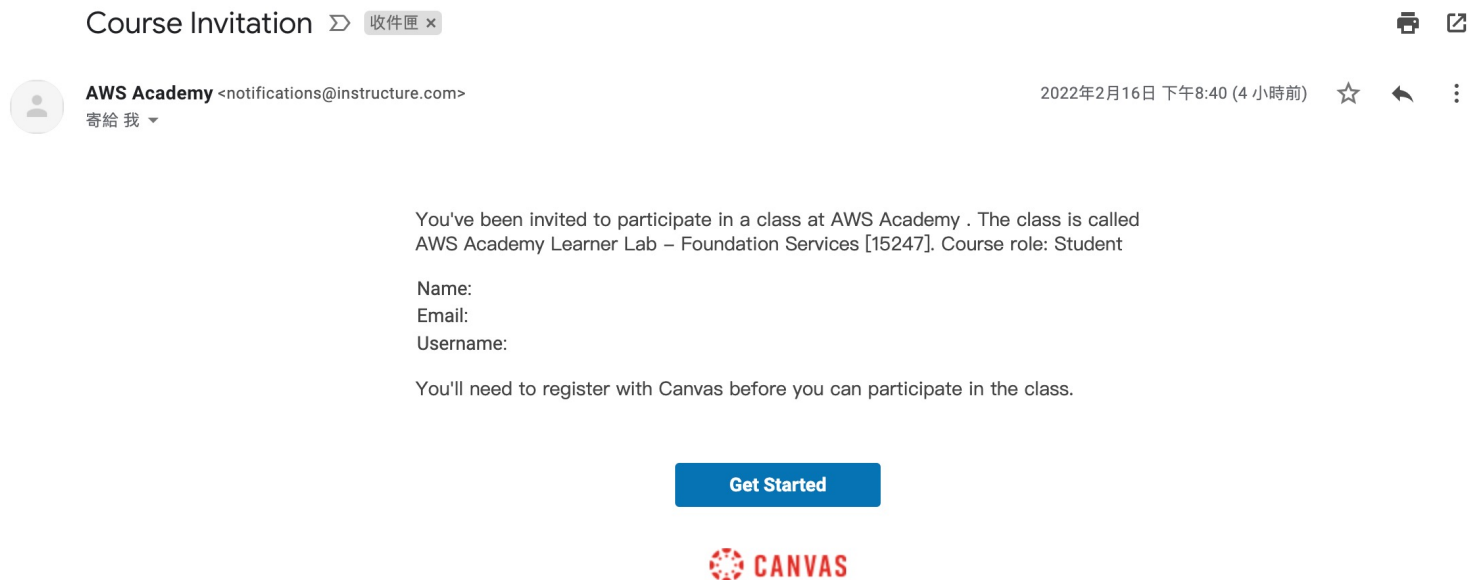 Course Invitation 收件匣 ×
AWS Academy <notifications@instructure.com> 2022年2月16日 下午8:40 (4 小時前)
寄給 我
You've been invited to participate in a class at AWS Academy . The class is called
AWS Academy Learner Lab – Foundation Services [15247]. Course role: Student
Name:
Email:
Username:
You'll need to register with Canvas before you can participate in the class.
Get Started
CANVAS